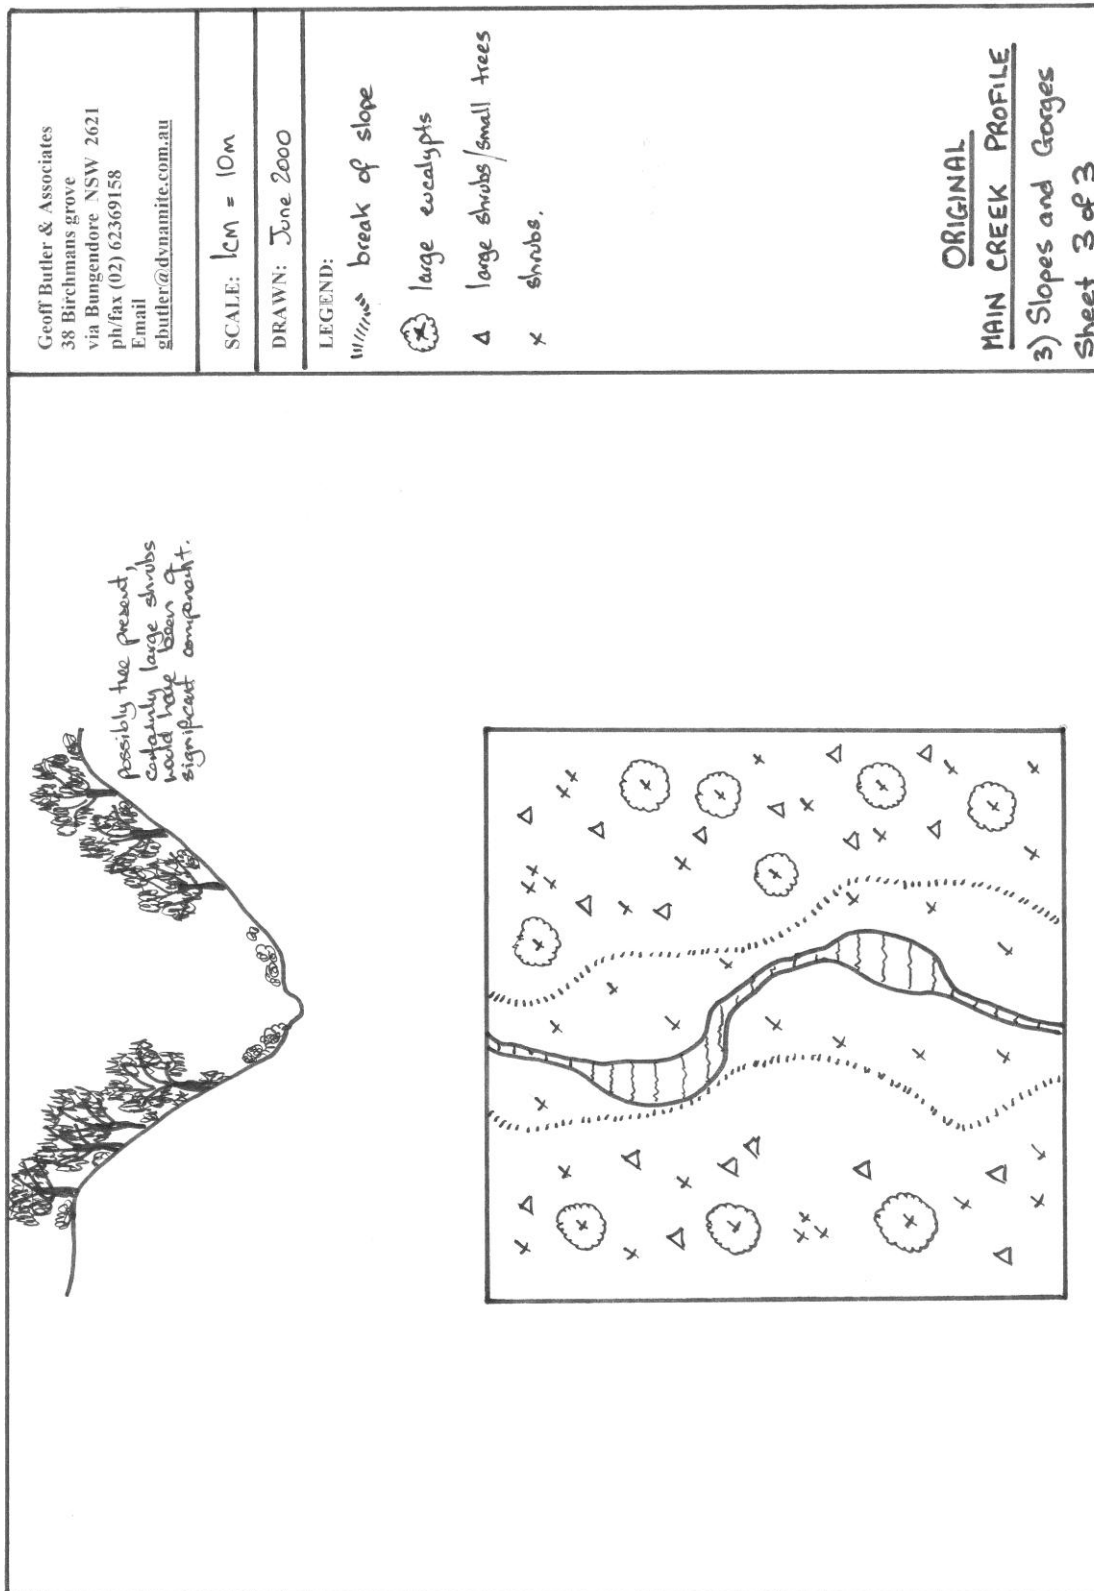 Geoff Butler & Associates
38 Birchmans grove
via Bungendore NSW 2621
ph/fax (02) 62369158
Email
gbutler@dynamite.com.au
SCALE: 1cm = 10m
DRAWN: June 2000
LEGEND:
break of slope
large eucalypts
large shrubs/small trees
shrubs.
ORIGINAL
MAIN CREEK PROFILE
3) Slopes and Gorges
Sheet 3 of 3
Possibly tree present,
certainly large shrubs
would have been a
significant component.